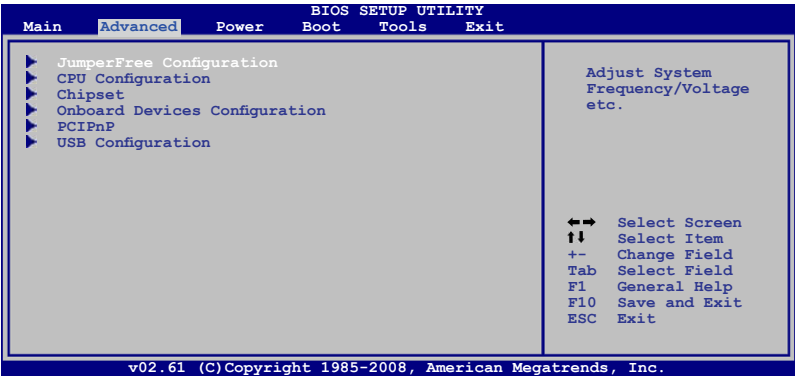 BIOS SETUP UTILITY
Main Advanced Power Boot Tools Exit
JumperFree Configuration
CPU Configuration
Chipset
Onboard Devices Configuration
PCIPnP
USB Configuration
Adjust System
Frequency/Voltage
etc.
←→ Select Screen
↑↓ Select Item
+- Change Field
Tab Select Field
F1 General Help
F10 Save and Exit
ESC Exit
v02.61 (C)Copyright 1985-2008, American Megatrends, Inc.